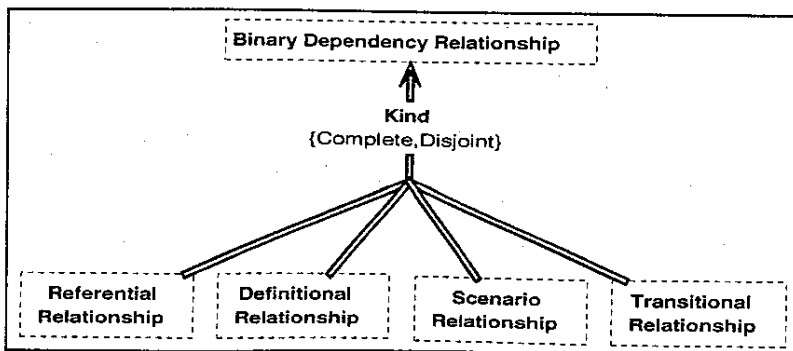 Binary Dependency Relationship
Kind
{Complete,Disjoint}
Referential
Relationship
Definitional
Relationship
Scenario
Relationship
Transitional
Relationship